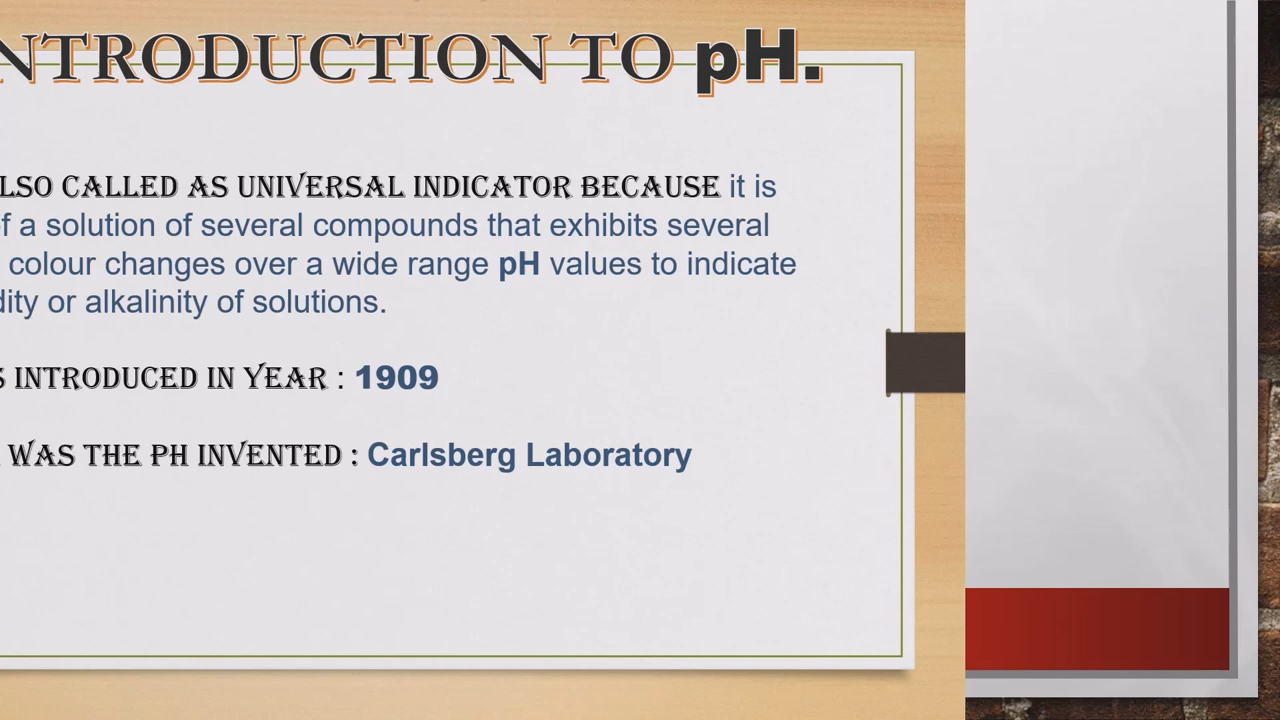 NTRODUCTION TO pH.
LSO CALLED AS UNIVERSAL INDICATOR BECAUSE it is
f a solution of several compounds that exhibits several
colour changes over a wide range pH values to indicate
dity or alkalinity of solutions.
S INTRODUCED IN YEAR : 1909
WAS THE PH INVENTED : Carlsberg Laboratory